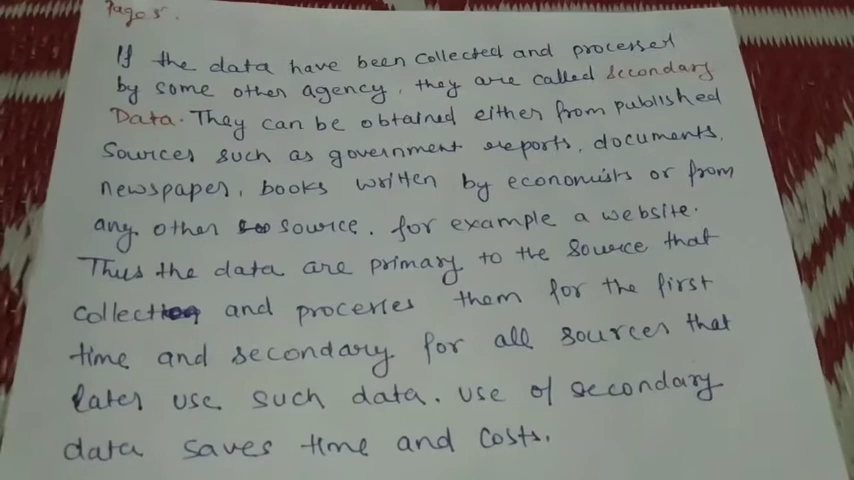 Page 5.
If the data have been collected and processed
by some other agency, they are called Secondary
Data. They can be obtained either from published
Sources such as government reports, documents,
newspaper, books written by economists or from
any other source. for example a website.
Thus the data are primary to the source that
collect and processes them for the first
time and secondary for all sources that
later use such data. use of secondary
data saves time and costs.